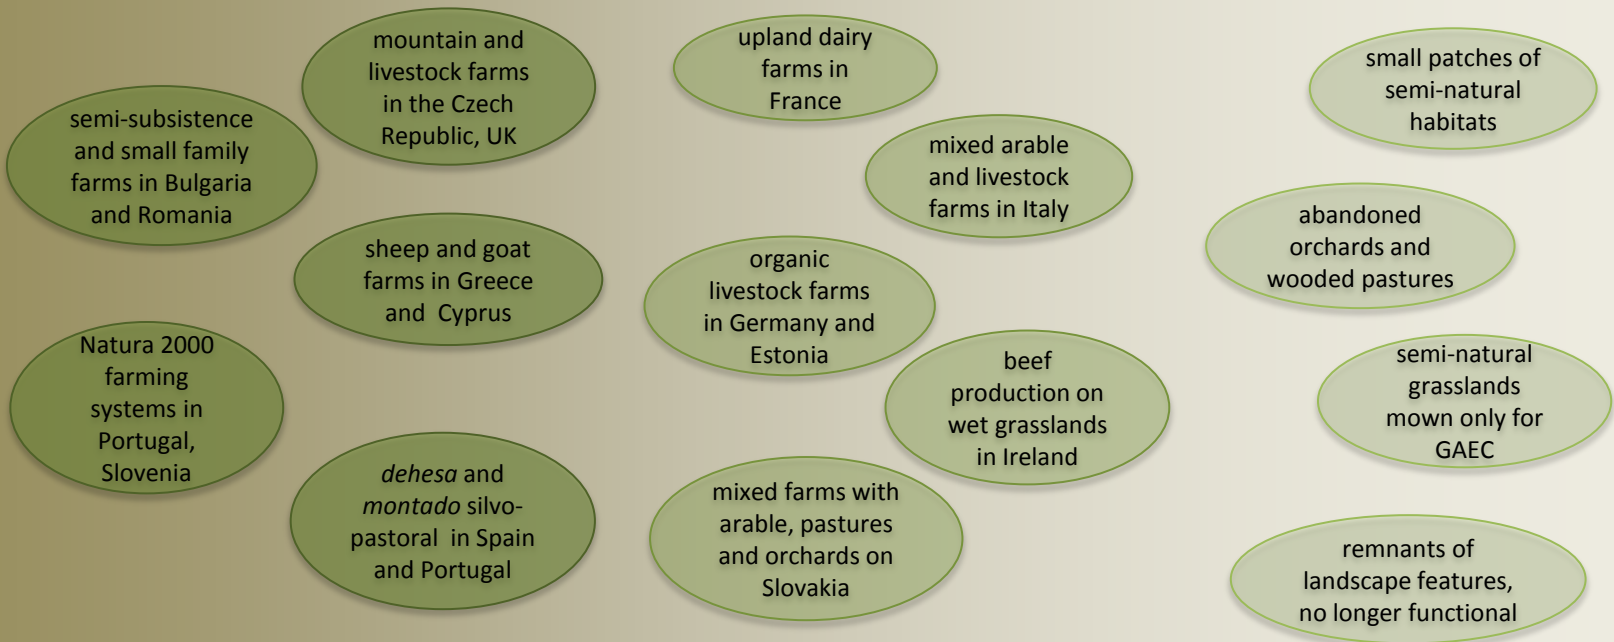 mountain and
livestock farms
in the Czech
Republic, UK
semi-subsistence
and small family
farms in Bulgaria
and Romania
sheep and goat
farms in Greece
and Cyprus
Natura 2000
farming
systems in
Portugal,
Slovenia
dehesa and
montado silvo-
pastoral in Spain
and Portugal
upland dairy
farms in
France
mixed arable
and livestock
farms in Italy
organic
livestock farms
in Germany and
Estonia
beef
production on
wet grasslands
in Ireland
mixed farms with
arable, pastures
and orchards on
Slovakia
small patches of
semi-natural
habitats
abandoned
orchards and
wooded pastures
semi-natural
grasslands
mown only for
GAEC
remnants of
landscape features,
no longer functional